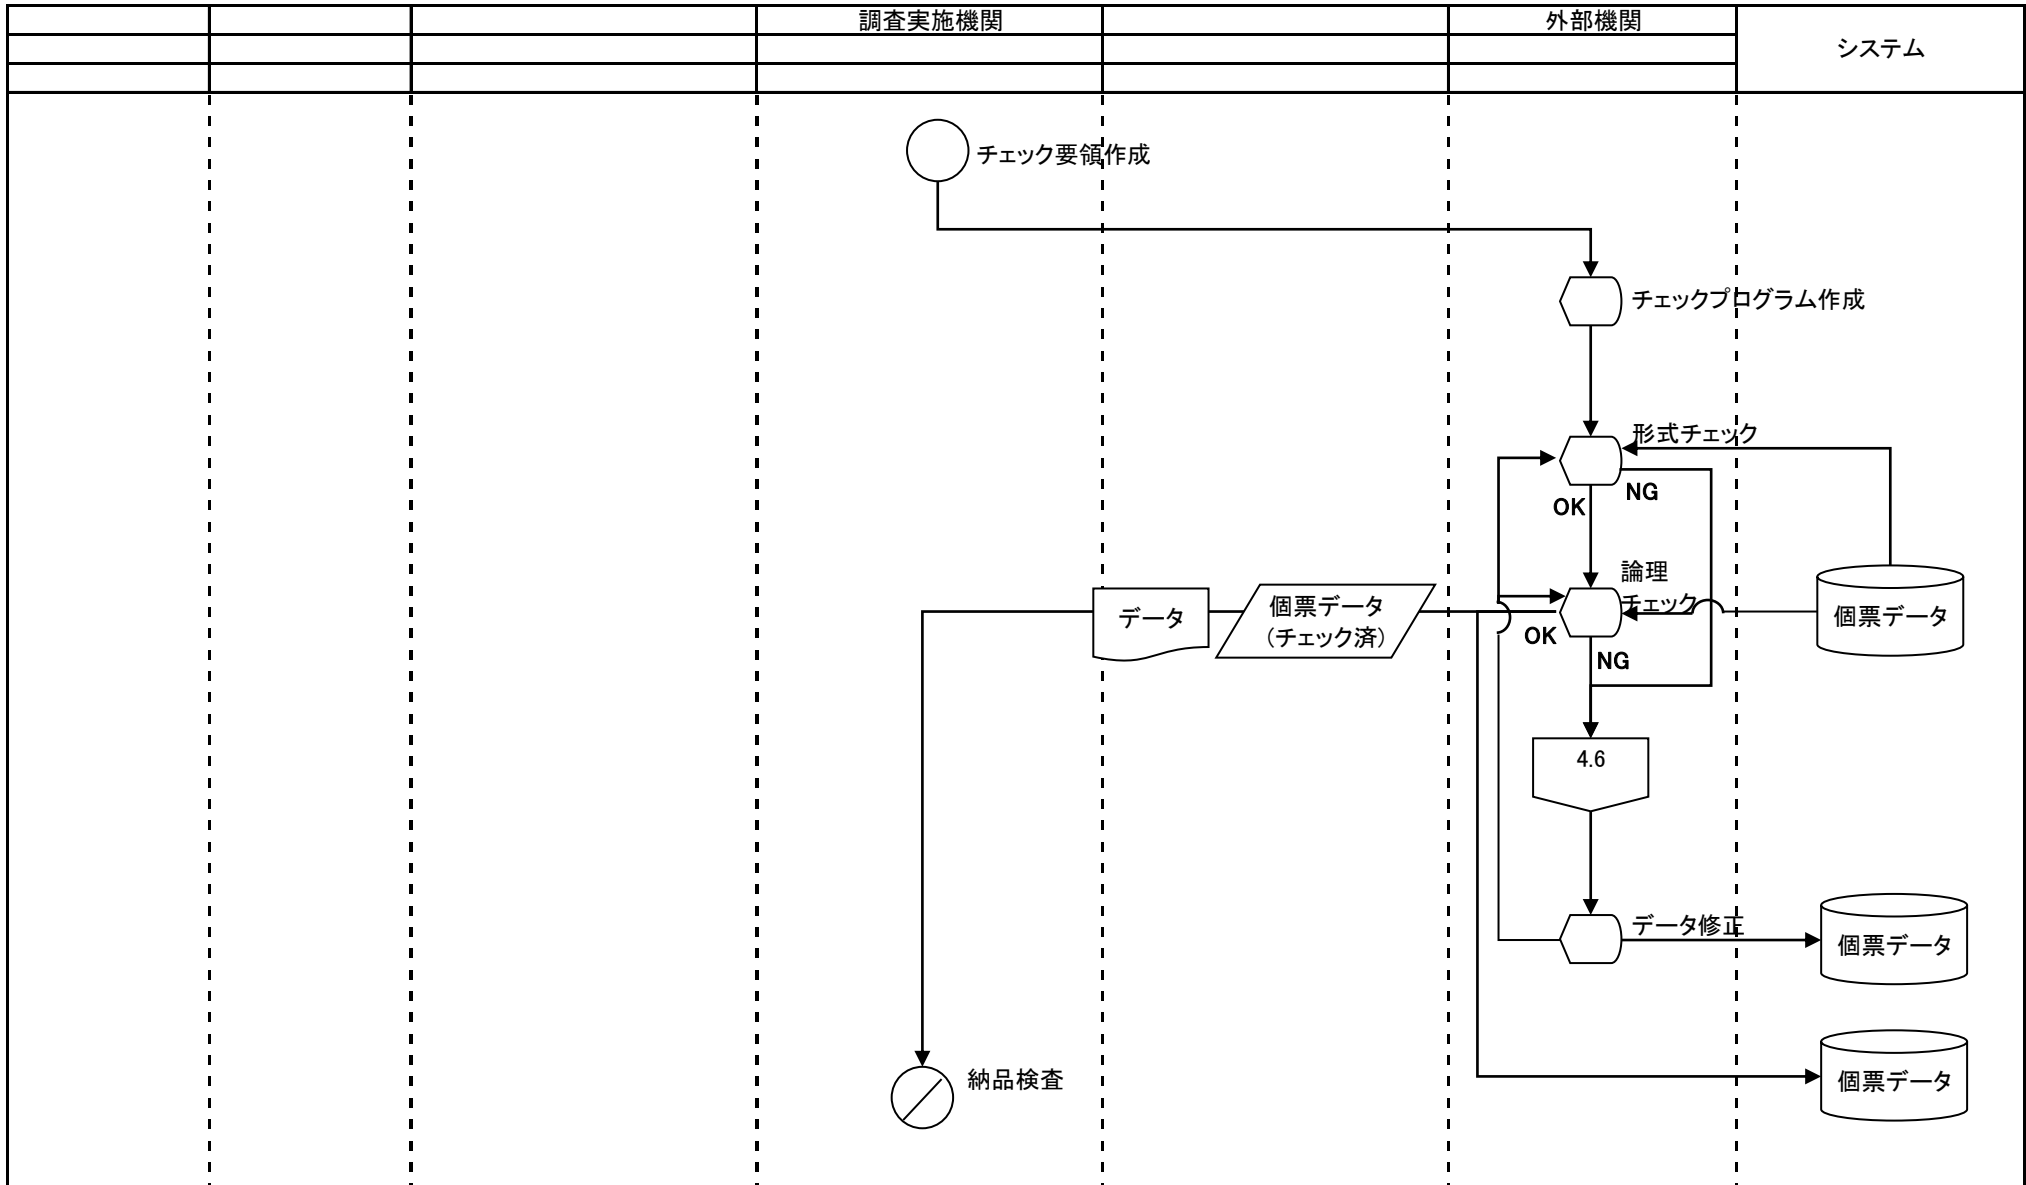 調査実施機関
外部機関
システム
チェック要領作成
チェックプログラム作成
形式チェック
NG
OK
論理
チェック
データ
個票データ
（チェック済）
個票データ
OK
NG
4.6
データ修正
個票データ
納品検査
個票データ